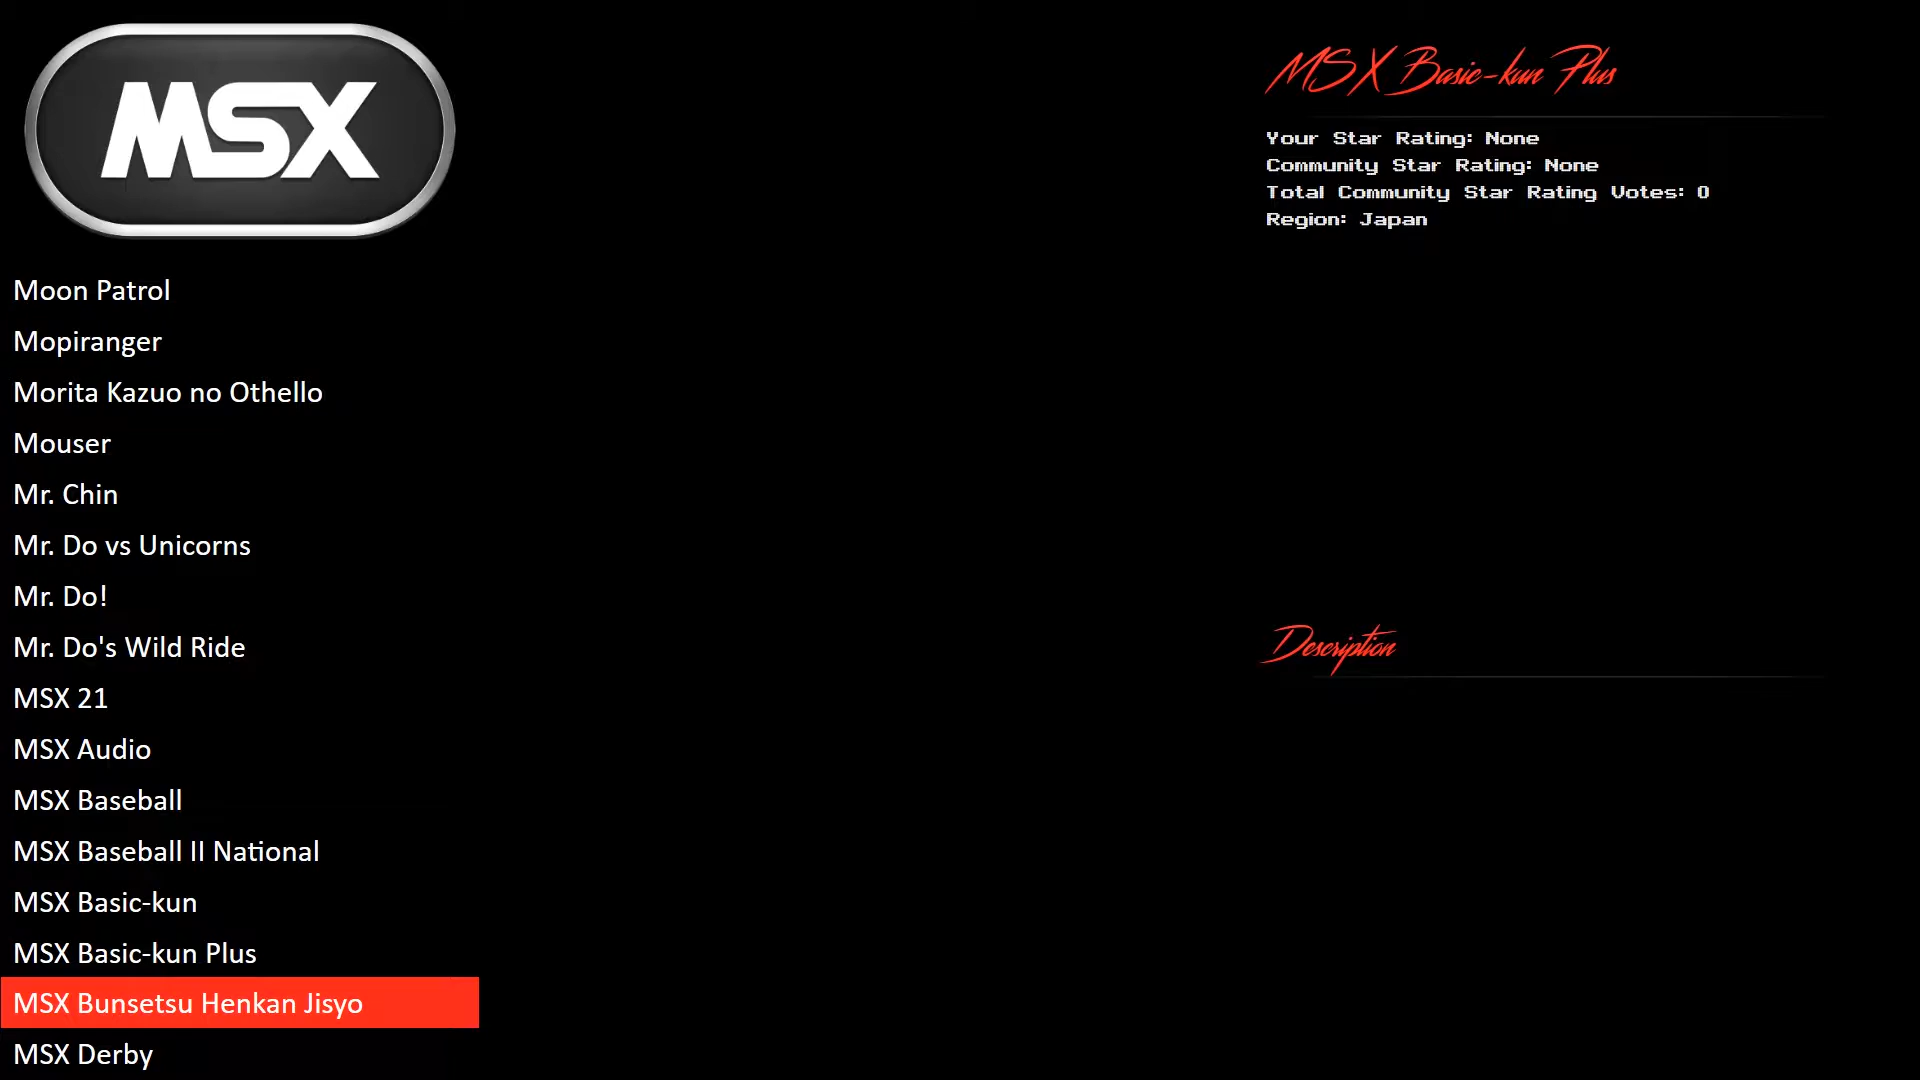 MSX
Moon Patrol
Mopiranger
Morita Kazuo no Othello
Mouser
Mr. Chin
Mr. Do vs Unicorns
Mr. Do!
Mr. Do's Wild Ride
MSX 21
MSX Audio
MSX Baseball
MSX Baseball II National
MSX Basic-kun
MSX Basic-kun Plus
MSX Bunsetsu Henkan Jisyo
MSX Derby
MSX Basic-kun Plus
Your Star Rating: None
Community Star Rating: None
Total Community Star Rating Votes: 0
Region: Japan
Description